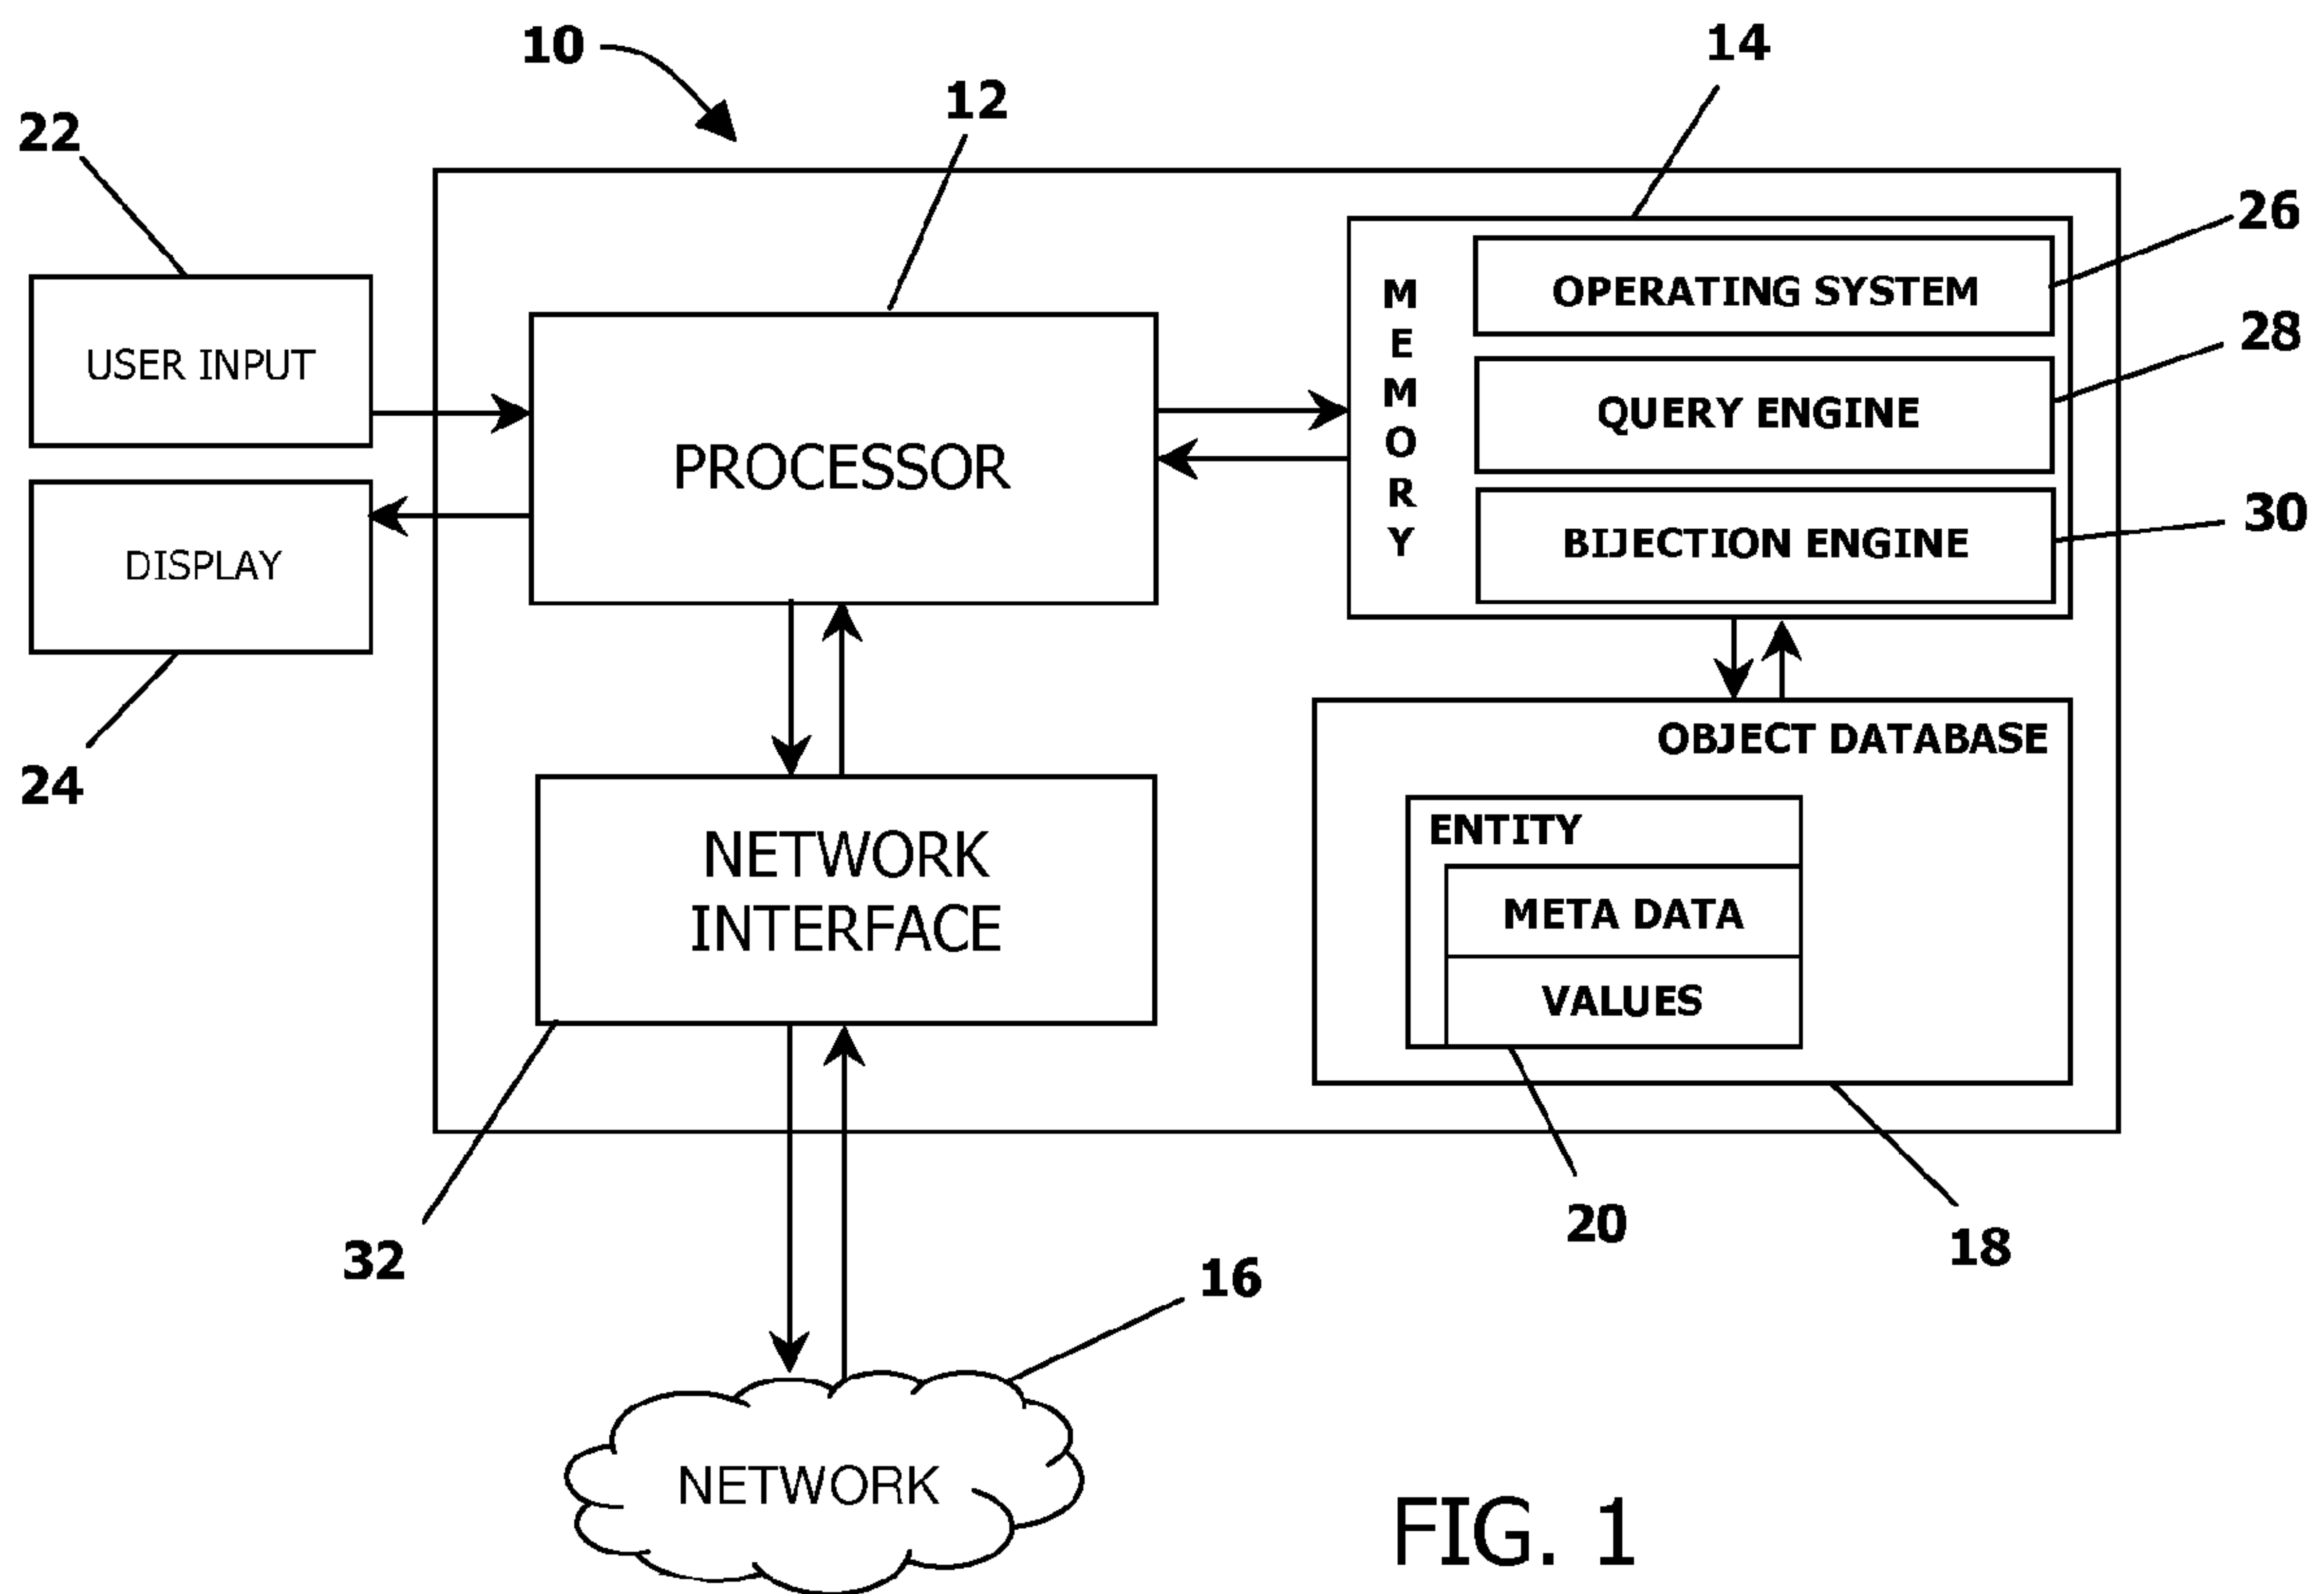 10
14
12
22
26
OPERATING SYSTEM
28
USER INPUT
MEMORY
QUERY ENGINE
PROCESSOR
30
BIJECTION ENGINE
DISPLAY
OBJECT DATABASE
24
ENTITY
NETWORK
INTERFACE
META DATA
VALUES
20
18
32
16
NETWORK
FIG. 1